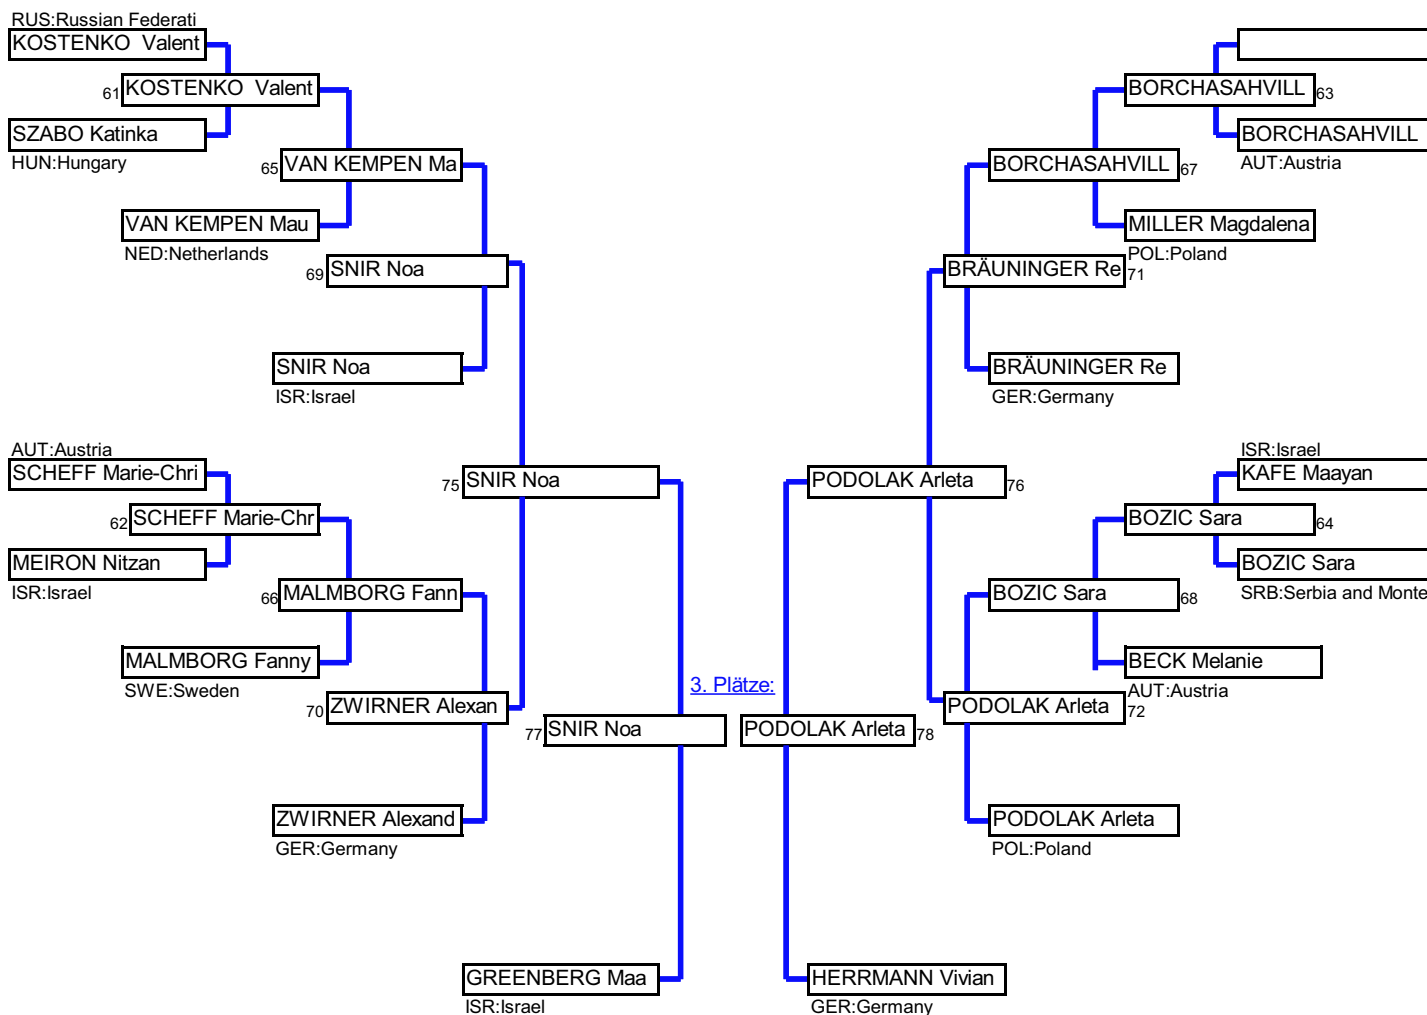 RUS:Russian Federati
KOSTENKO  Valent
61 KOSTENKO  Valent
SZABO Katinka
HUN:Hungary
65 VAN KEMPEN Ma
VAN KEMPEN Mau
NED:Netherlands
69 SNIR Noa
SNIR Noa
ISR:Israel
AUT:Austria
SCHEFF Marie-Chri
75 SNIR Noa
62 SCHEFF Marie-Chr
MEIRON Nitzan
ISR:Israel
66 MALMBORG Fann
MALMBORG Fanny
SWE:Sweden
70 ZWIRNER Alexan
77 SNIR Noa
ZWIRNER Alexand
GER:Germany
GREENBERG Maa
ISR:Israel
3. Plätze:
BORCHASAHVILL 63
BORCHASAHVILL
AUT:Austria
BORCHASAHVILL 67
MILLER Magdalena
POL:Poland
BRÄUNINGER Re 71
BRÄUNINGER Re
GER:Germany
ISR:Israel
KAFE Maayan
PODOLAK Arleta 76
BOZIC Sara 64
BOZIC Sara
SRB:Serbia and Monte
BOZIC Sara 68
BECK Melanie
AUT:Austria
PODOLAK Arleta 72
PODOLAK Arleta 78
PODOLAK Arleta
POL:Poland
HERRMANN Vivian
GER:Germany